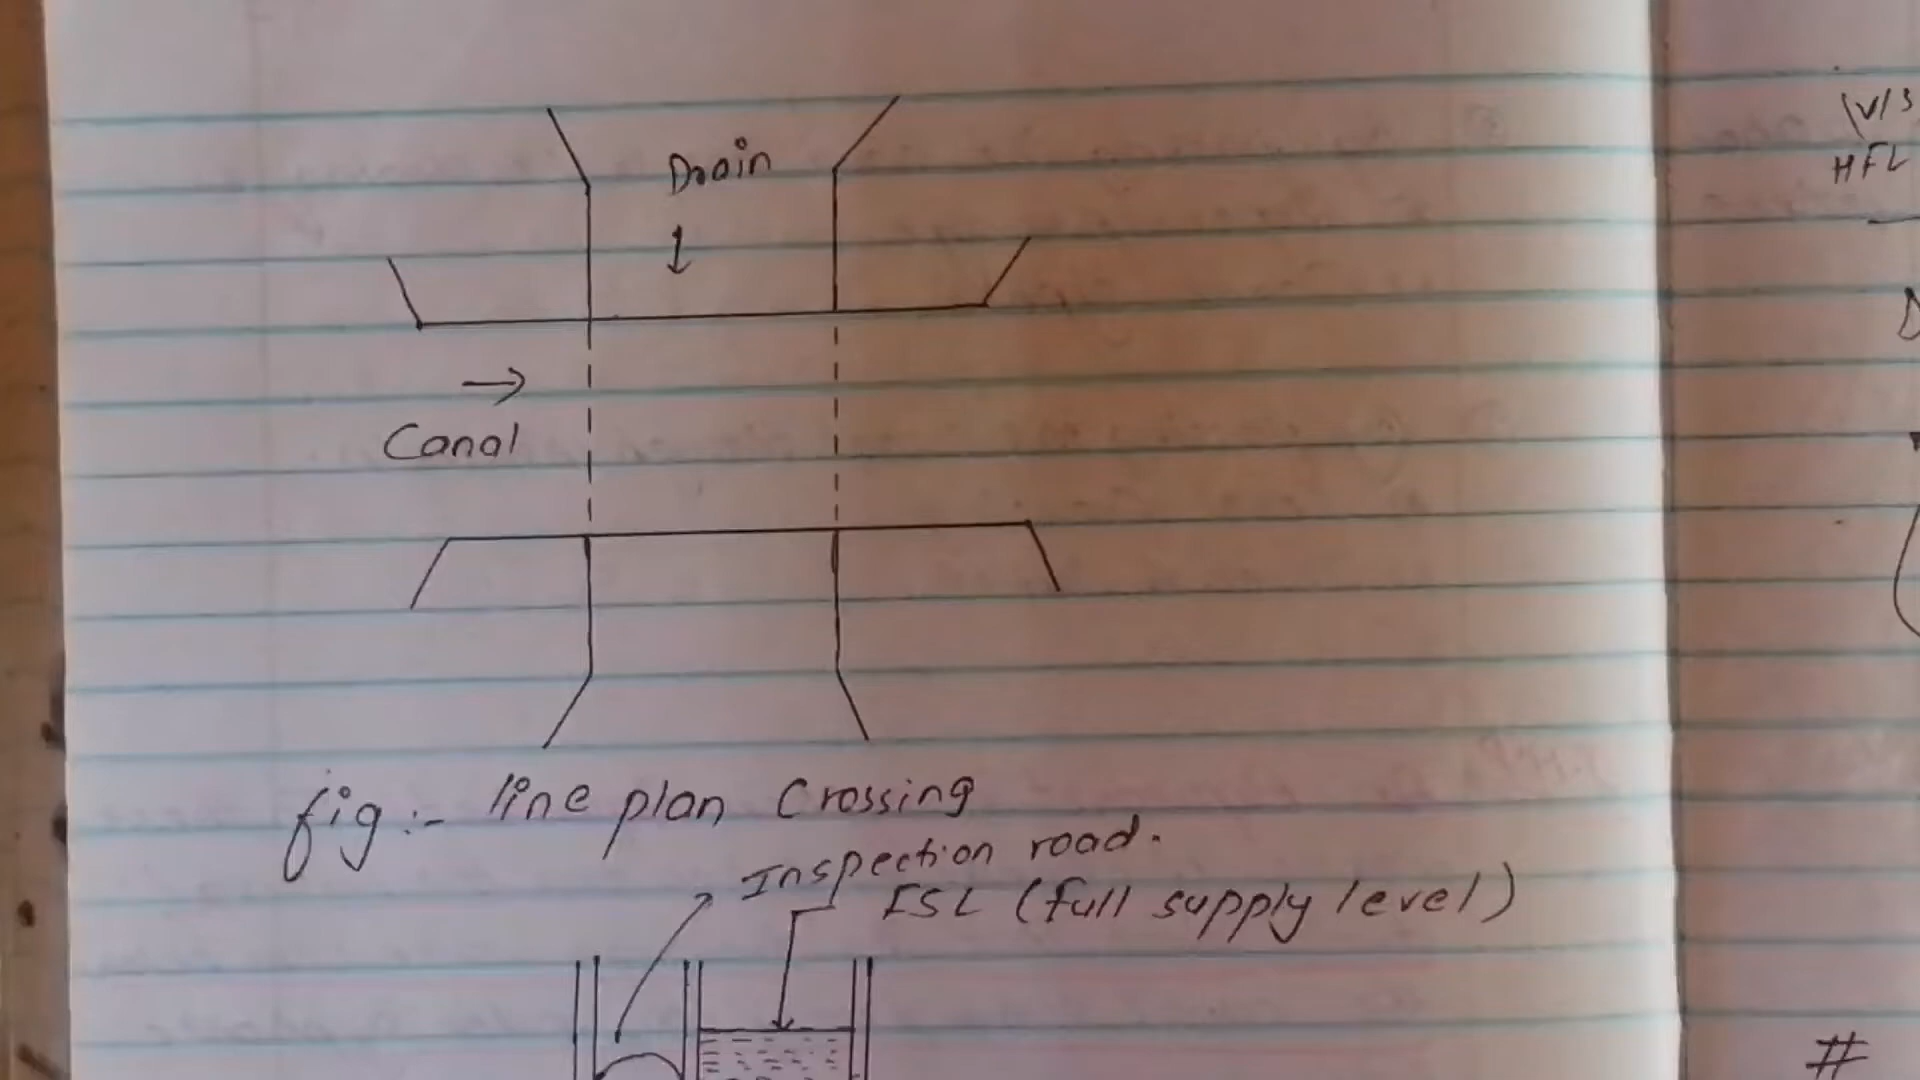 Drain
Canal
fig:- line plan Crossing
Inspection road.
FSL (full supply level)
HFL
#